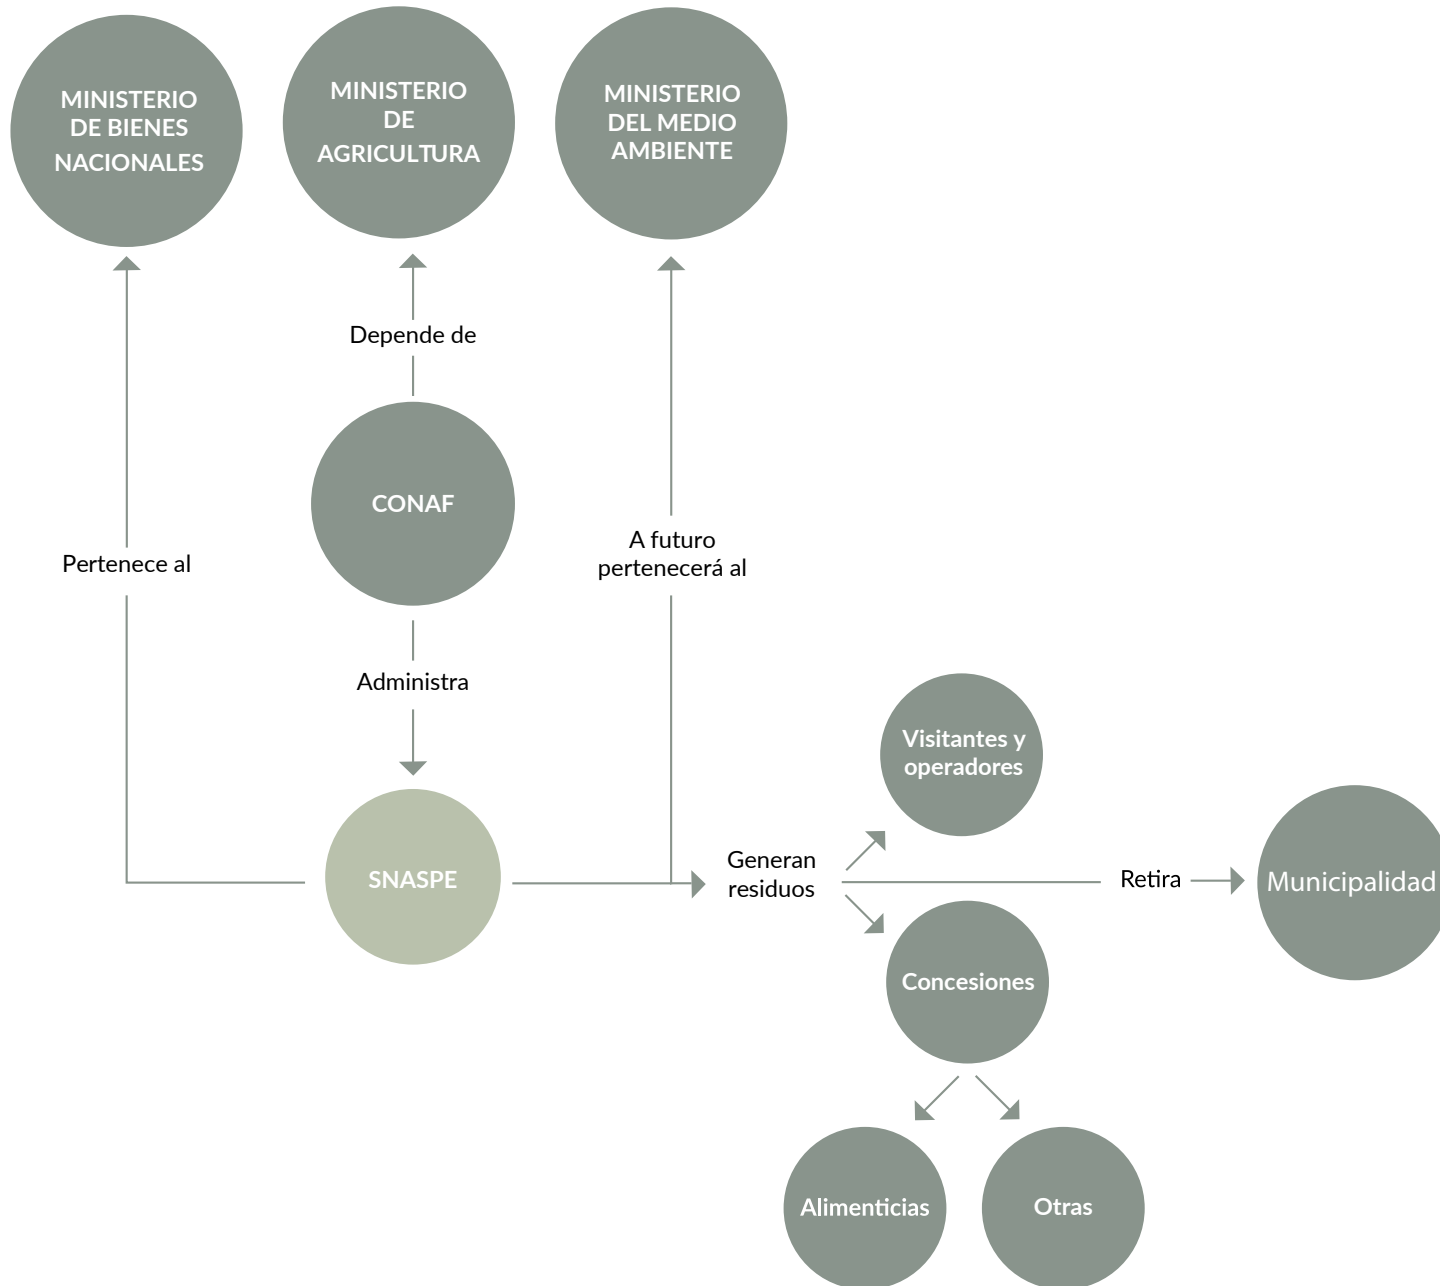 MINISTERIO
DE BIENES
NACIONALES
MINISTERIO
DE
AGRICULTURA
MINISTERIO
DEL MEDIO
AMBIENTE
Depende de
CONAF
Pertenece al
A futuro
pertenecerá al
Administra
SNASPE
Generan
residuos
Visitantes y
operadores
Retira
Municipalidad
Concesiones
Alimenticias
Otras